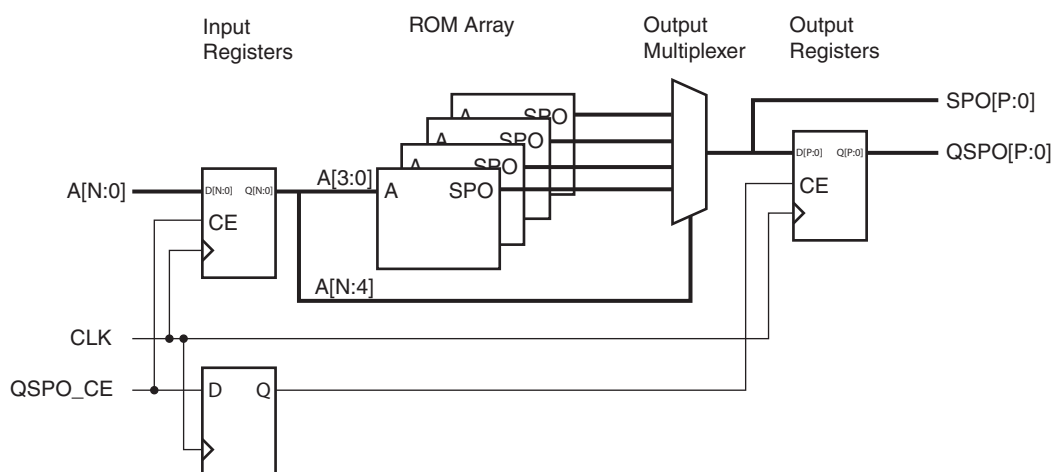 Input
Registers
ROM Array
Output
Multiplexer
Output
Registers
A SPO
A SPO
A SPO
A SPO
SPO[P:0]
QSPO[P:0]
D[P:0] Q[P:0]
CE
A[N:0]
D[N:0] Q[N:0]
CE
A[3:0]
A[N:4]
CLK
QSPO_CE
D Q